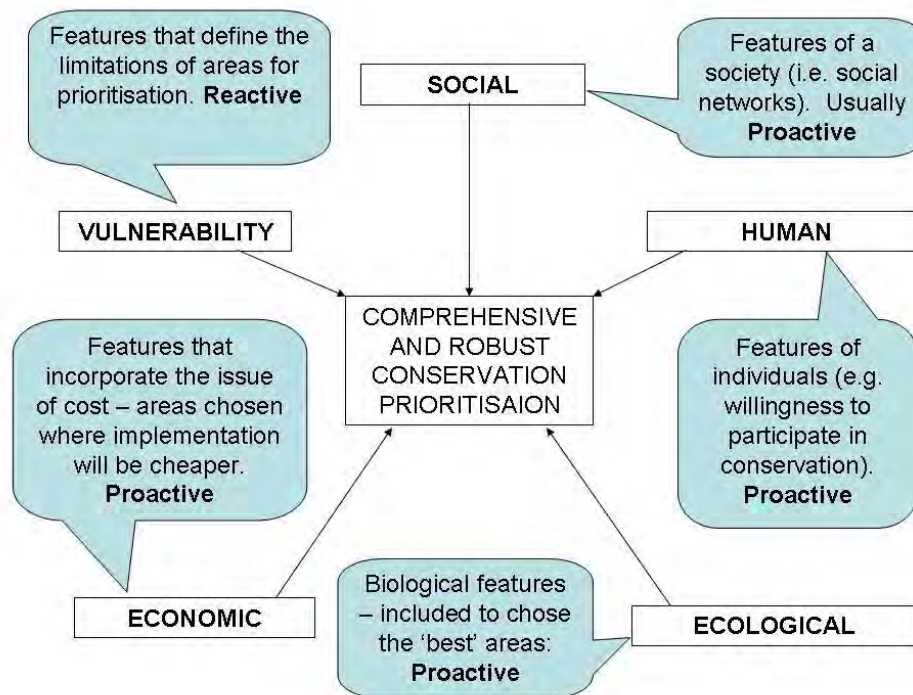 Features that define the
limitations of areas for
prioritisation. Reactive
SOCIAL
Features of a
society (i.e. social
networks). Usually
Proactive
VULNERABILITY
HUMAN
COMPREHENSIVE
AND ROBUST
CONSERVATION
PRIORITISAION
Features that
incorporate the issue
of cost – areas chosen
where implementation
will be cheaper.
Proactive
Features of
individuals (e.g.
willingness to
participate in
conservation).
Proactive
ECONOMIC
Biological features
– included to chose
the ‘best’ areas:
Proactive
ECOLOGICAL